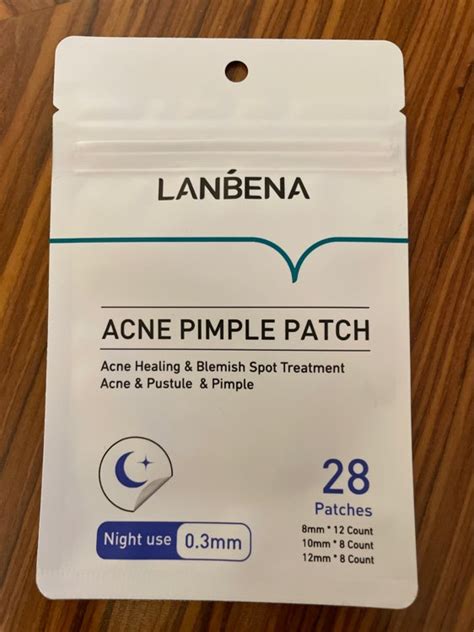 LANBENA
ACNE PIMPLE PATCH
Acne Healing & Blemish Spot Treatment
Acne & Pustule & Pimple
28
Patches
8mm * 12 Count
10mm * 8 Count
12mm * 8 Count
Night use 0.3mm